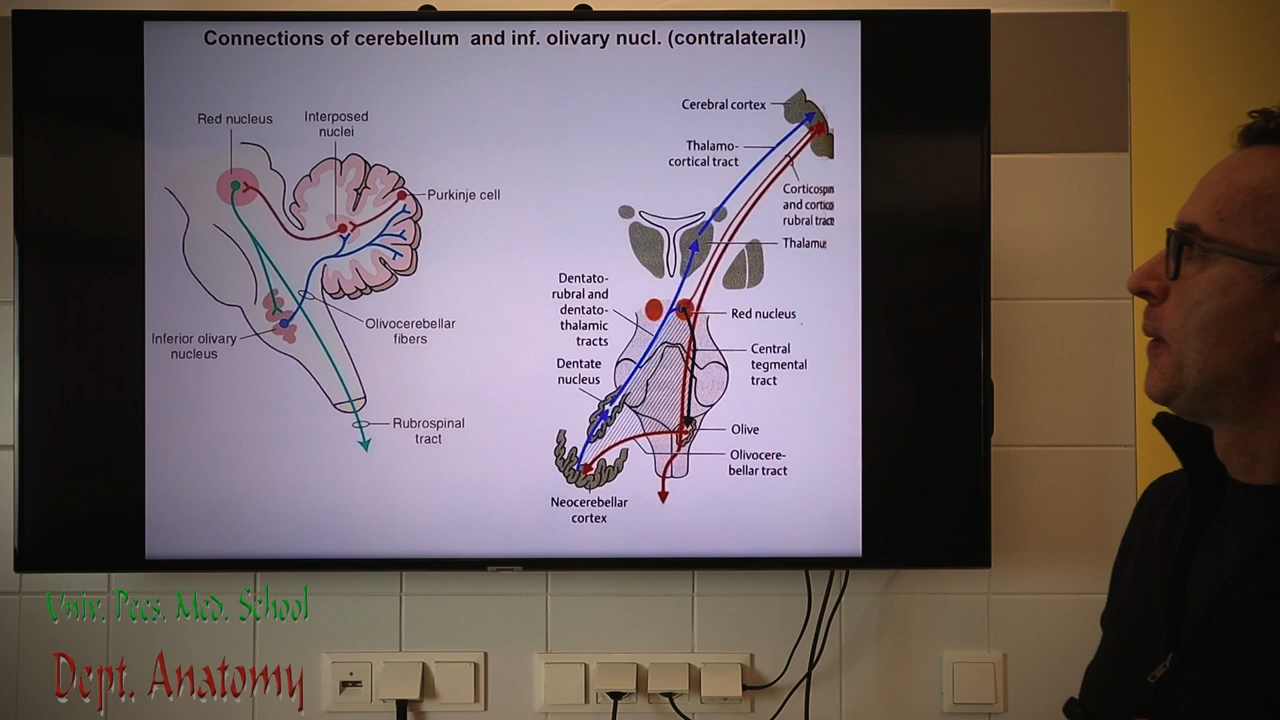 Connections of cerebellum and inf. olivary nucl. (contralateral!)
Red nucleus
Interposed
nuclei
Purkinje cell
Olivocerebellar
fibers
Inferior olivary
nucleus
Rubrospinal
tract
Cerebral cortex
Thalamo-
cortical tract
Corticospin
and cortico
rubral tract
Thalamu
Dentato-
rubral and
dentato-
thalamic
tracts
Red nucleus
Central
tegmental
tract
Dentate
nucleus
Olive
Olivocere-
bellar tract
Neocerebellar
cortex
Univ. Pecs. Med. School
Dept. Anatomy